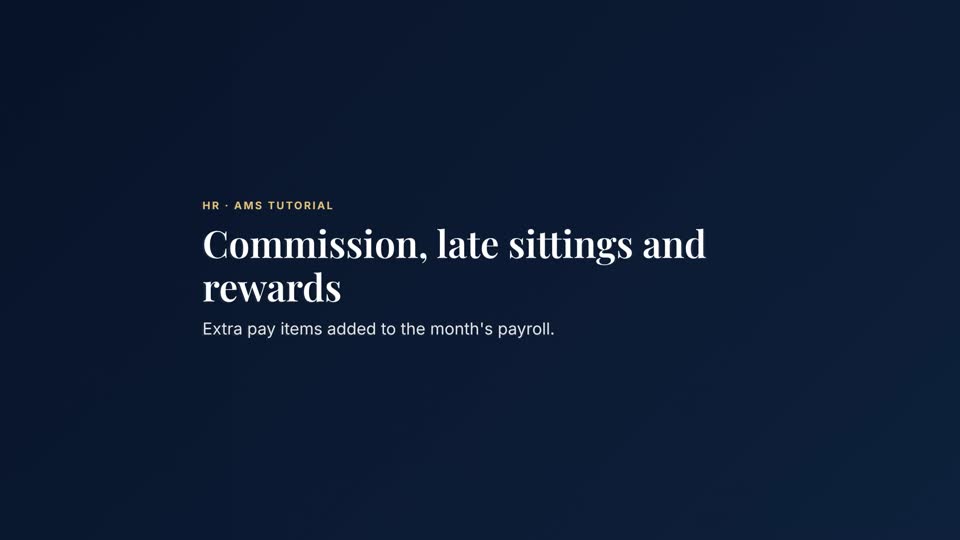 HR · AMS TUTORIAL
Commission, late sittings and
rewards
Extra pay items added to the month's payroll.